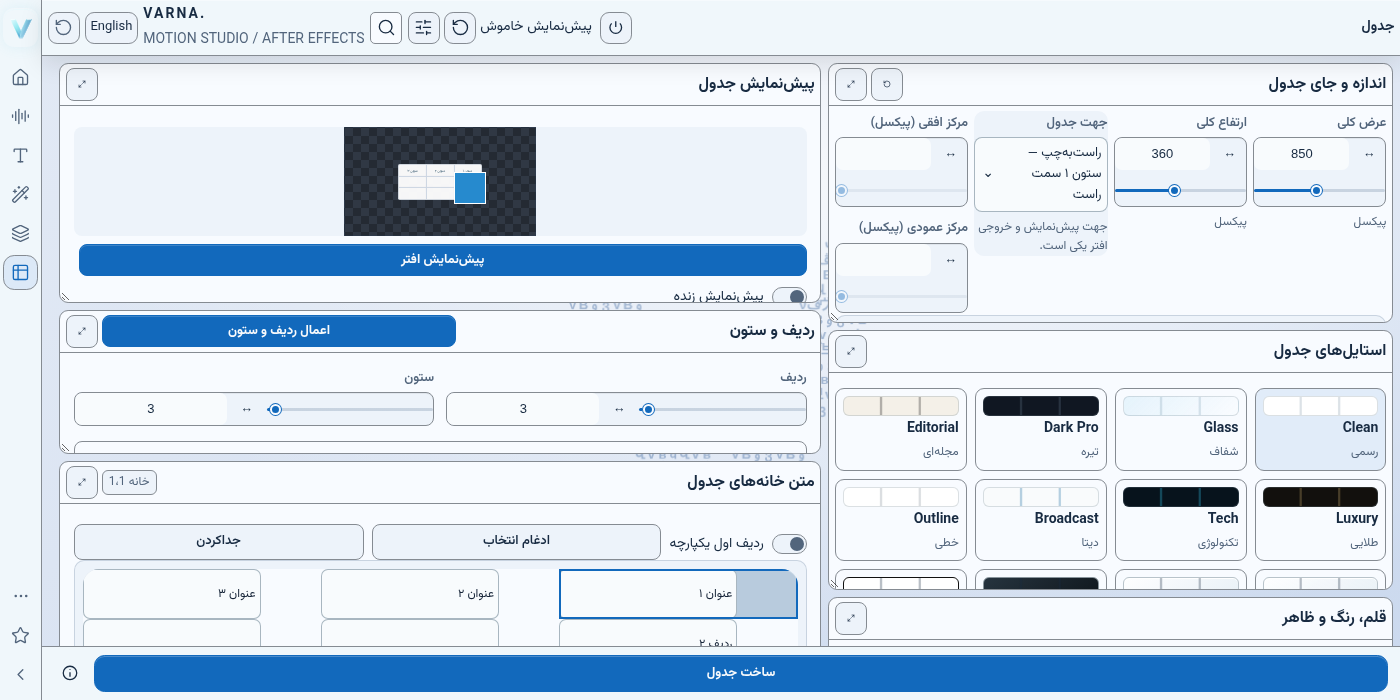 جدول
پیش‌نمایش خاموش
VARNA.
MOTION STUDIO / AFTER EFFECTS
English
اندازه و جای جدول
عرض کلی
850
پیکسل
ارتفاع کلی
360
پیکسل
جهت جدول
راست‌به‌چپ —
ستون ۱ سمت
راست
جهت پیش‌نمایش و خروجی
افتر یکی است.
مرکز افقی (پیکسل)
مرکز عمودی (پیکسل)
استایل‌های جدول
Clean
رسمی
Glass
شفاف
Dark Pro
تیره
Editorial
مجله‌ای
Luxury
طلایی
Tech
تکنولوژی
Broadcast
دیتا
Outline
خطی
قلم، رنگ و ظاهر
پیش‌نمایش جدول
پیش‌نمایش افتر
پیش‌نمایش زنده
ردیف و ستون
اعمال ردیف و ستون
ردیف
3
ستون
3
متن خانه‌های جدول
خانه 1،1
ردیف اول یکپارچه
ادغام انتخاب
جداکردن
عنوان ۱
عنوان ۲
عنوان ۳
ردیف ۲
ساخت جدول